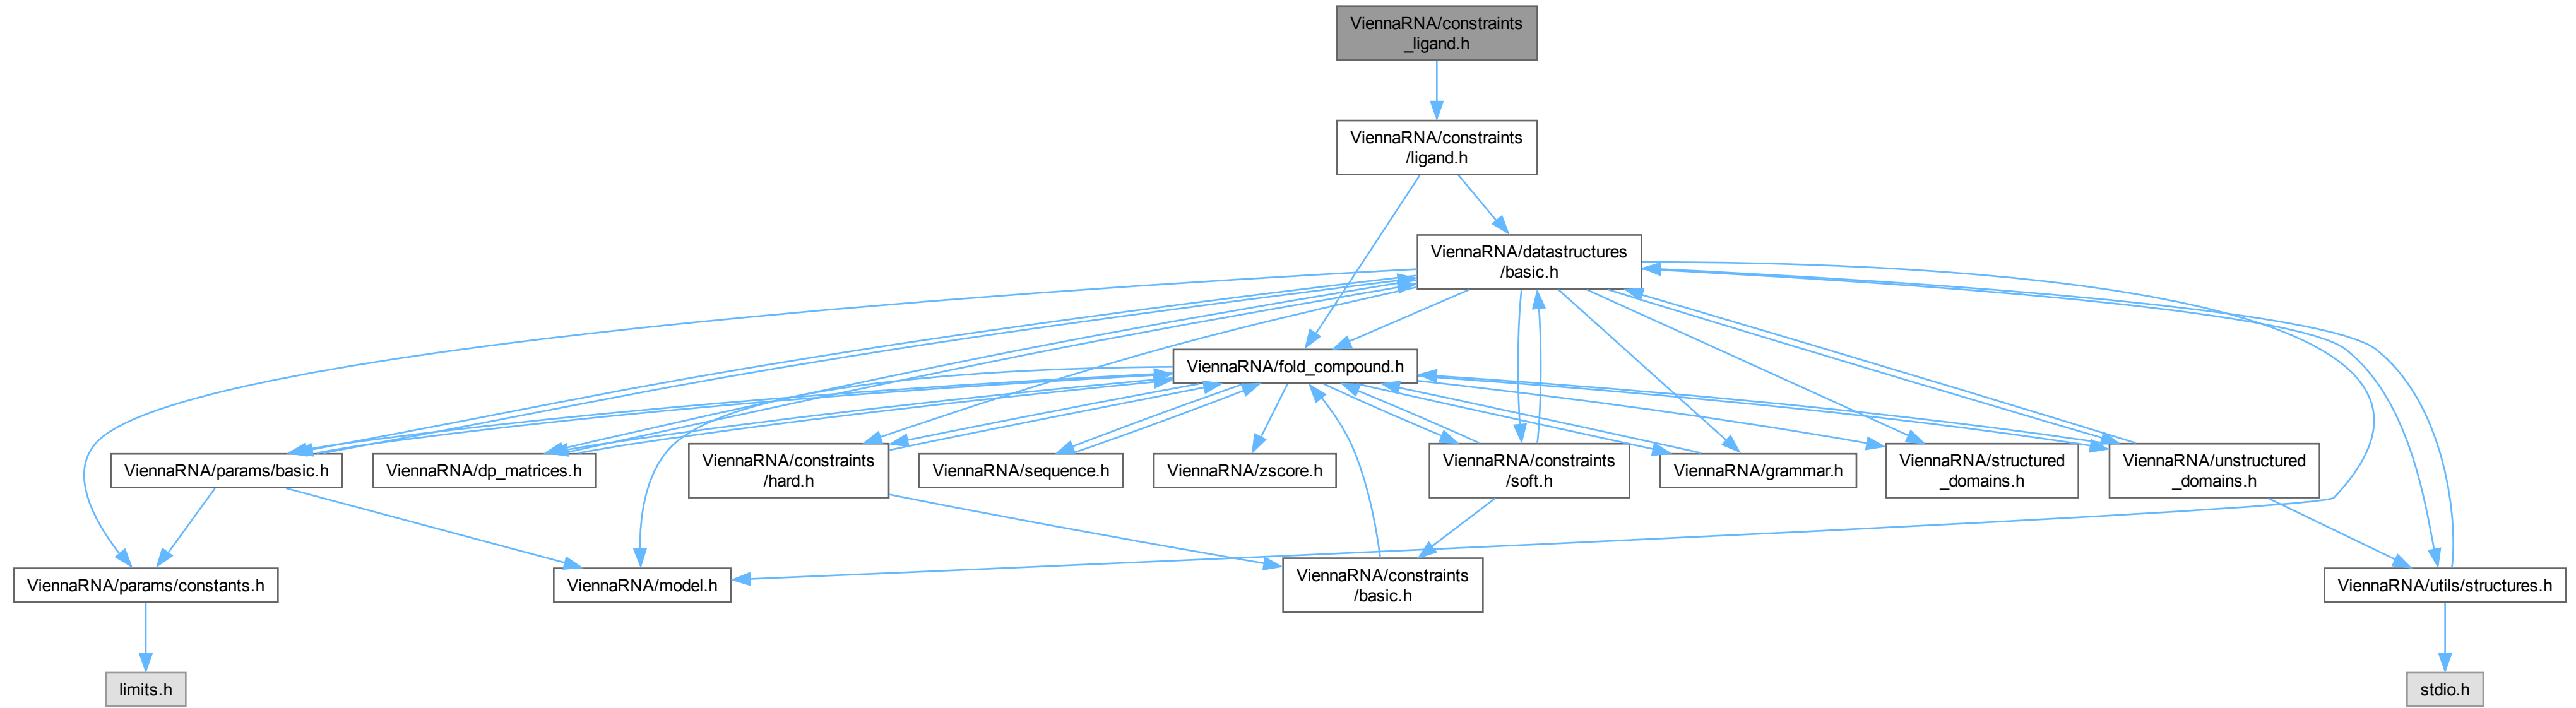 ViennaRNA/constraints
_ligand.h
ViennaRNA/constraints
/ligand.h
ViennaRNA/datastructures
/basic.h
ViennaRNA/fold_compound.h
ViennaRNA/params/basic.h
ViennaRNA/dp_matrices.h
ViennaRNA/constraints
/hard.h
ViennaRNA/sequence.h
ViennaRNA/zscore.h
ViennaRNA/constraints
/soft.h
ViennaRNA/grammar.h
ViennaRNA/structured
_domains.h
ViennaRNA/unstructured
_domains.h
ViennaRNA/params/constants.h
ViennaRNA/model.h
ViennaRNA/constraints
/basic.h
ViennaRNA/utils/structures.h
limits.h
stdio.h